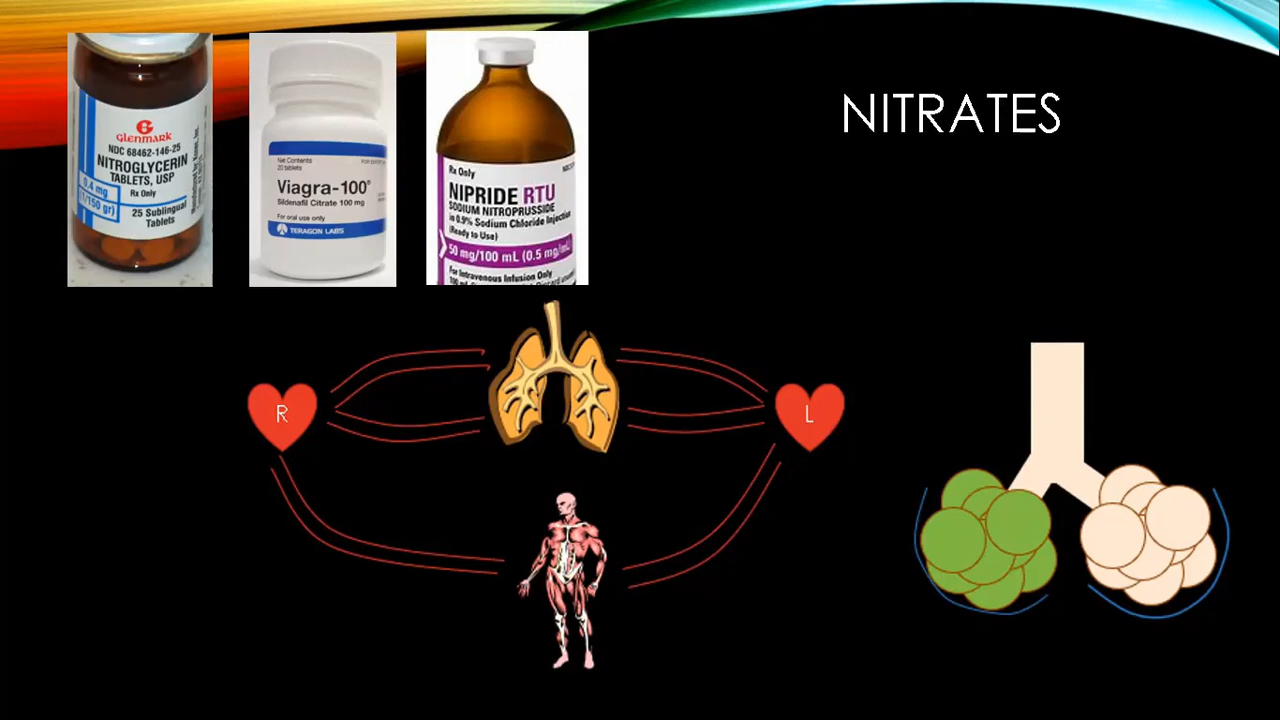 NITRATES
GLENMARK
NDC 68462-146-25
NITROGLYCERIN
TABLETS, USP
Rx Only
0.4 mg
(1/150 gr)
25 Sublingual
Tablets
Net Contents
20 tablets
Viagra-100®
Sildenafil Citrate 100 mg
For oral use only
TERAGON LABS
Rx Only
NIPRIDE RTU
SODIUM NITROPRUSSIDE
in 0.9% Sodium Chloride Injection
(Ready to Use)
50 mg/100 mL (0.5 mg/mL)
For Intravenous Infusion Only
R
L